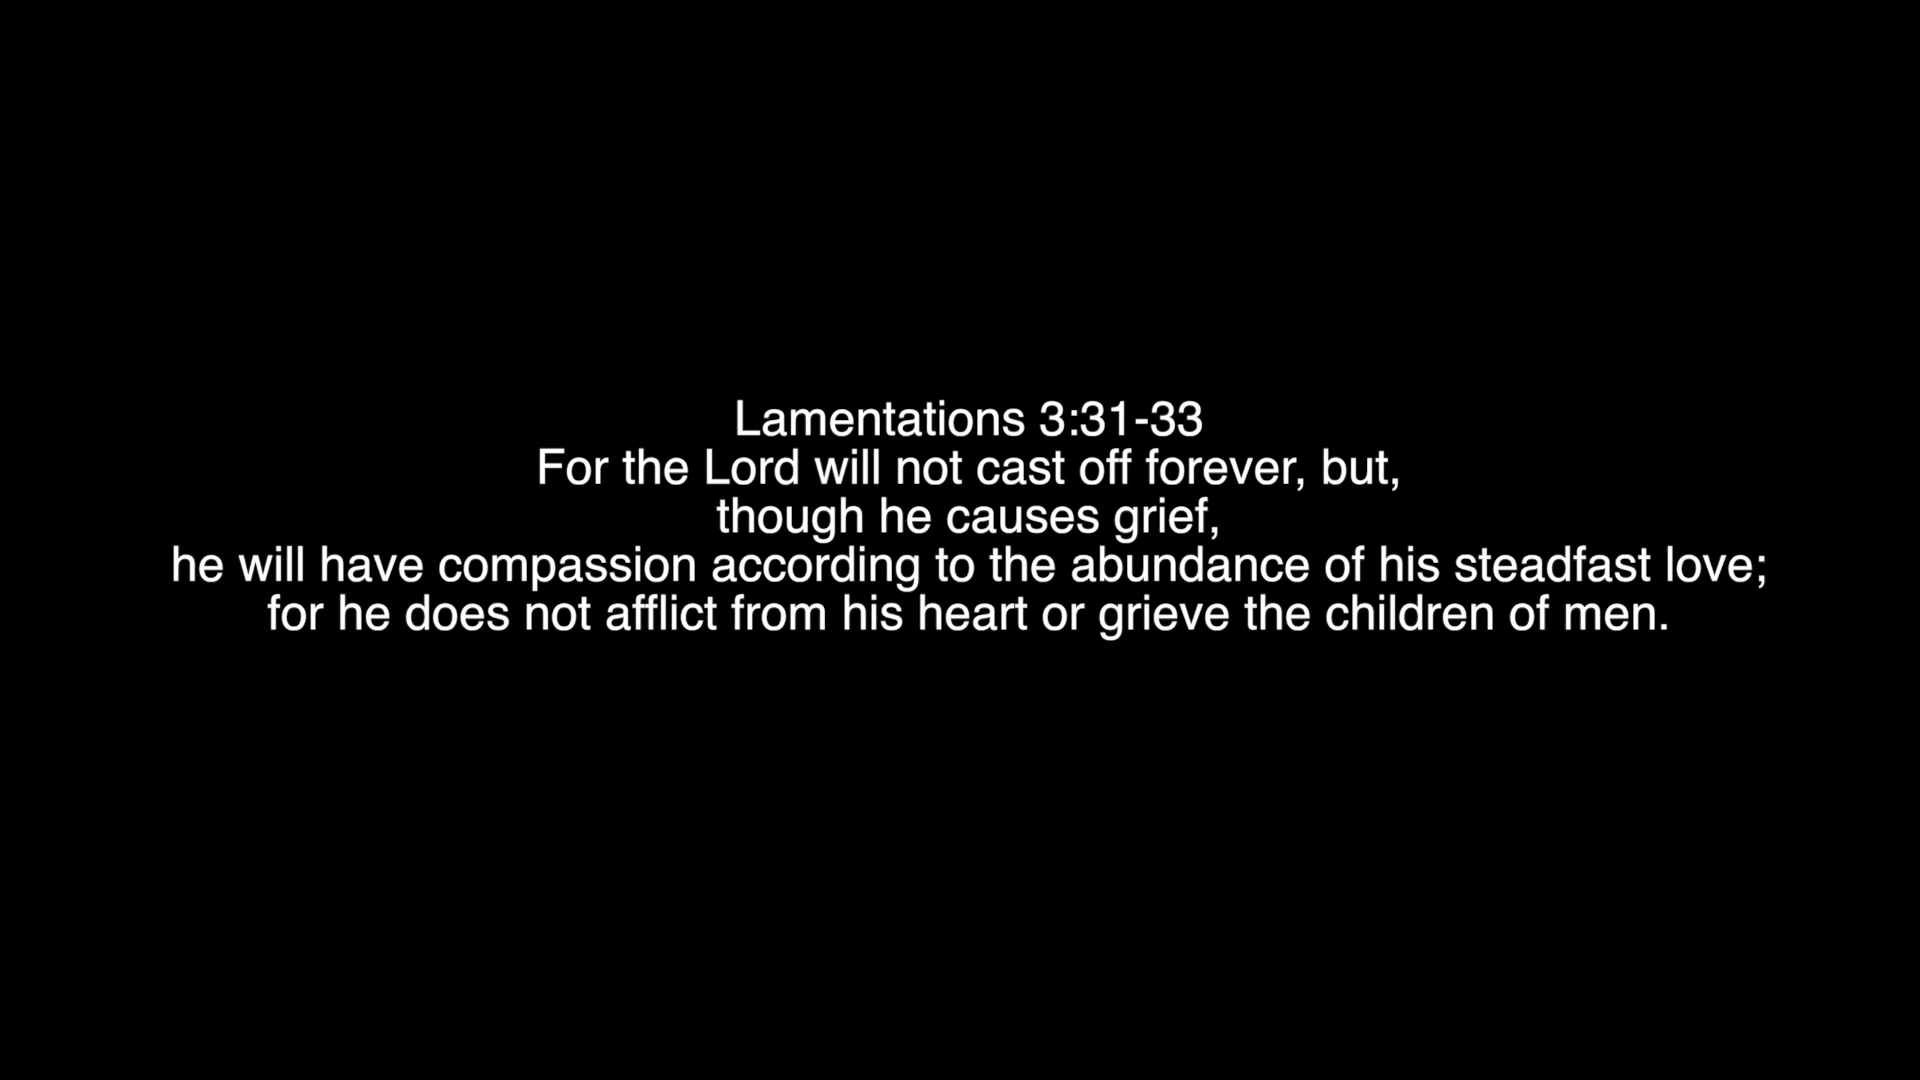 Lamentations 3:31-33
For the Lord will not cast off forever, but,
though he causes grief,
he will have compassion according to the abundance of his steadfast love;
for he does not afflict from his heart or grieve the children of men.